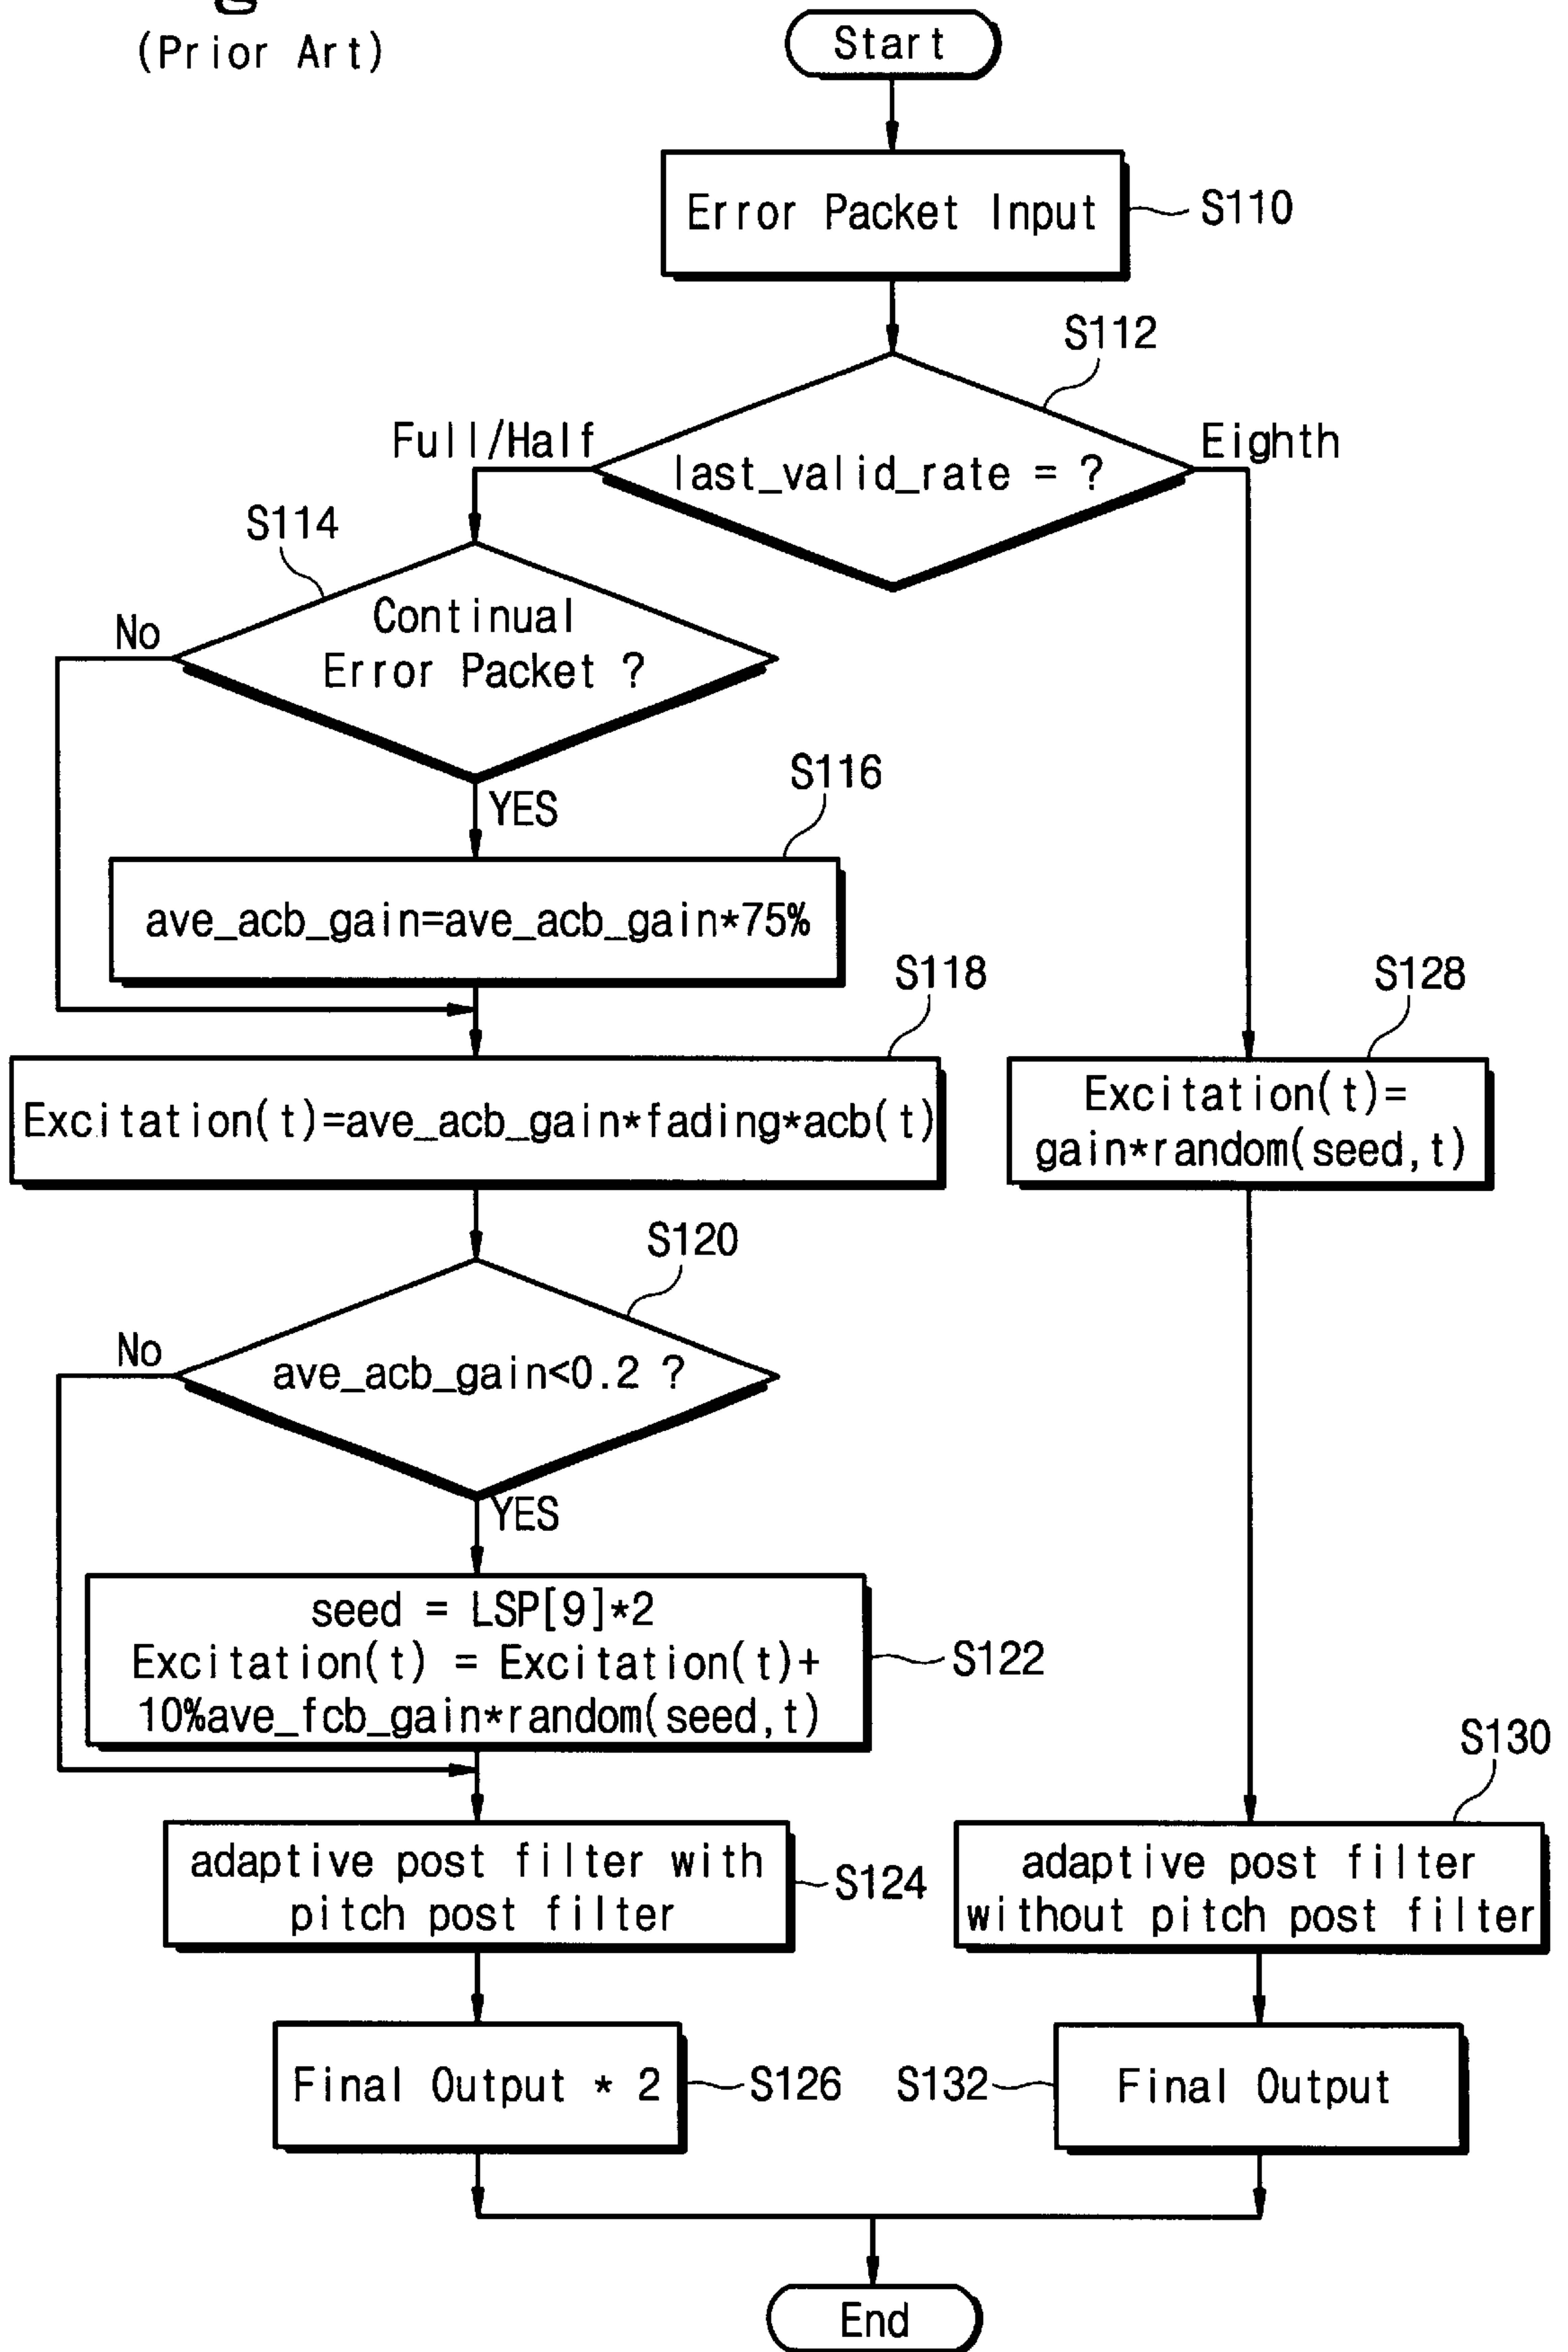 (Prior Art)
Start
Error Packet Input
S110
S112
Full/Half
last_valid_rate = ?
Eighth
S114
No
Continual
Error Packet ?
YES
S116
ave_acb_gain=ave_acb_gain*75%
S118
Excitation(t)=ave_acb_gain*fading*acb(t)
S128
Excitation(t)=
gain*random(seed,t)
S120
No
ave_acb_gain<0.2 ?
YES
seed = LSP[9]*2
Excitation(t) = Excitation(t)+
10%ave_fcb_gain*random(seed,t)
S122
S130
adaptive post filter with
pitch post filter
S124
adaptive post filter
without pitch post filter
Final Output * 2
S126
S132
Final Output
End